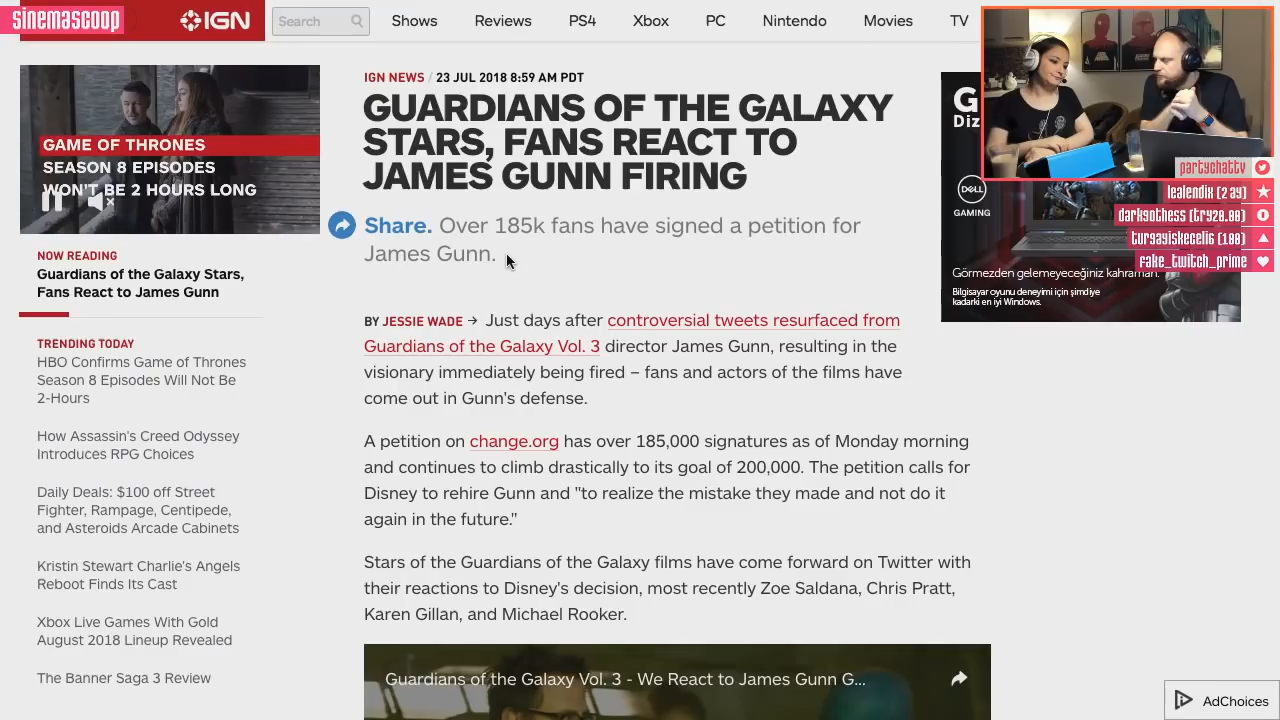 sinemascoop
IGN
Search
Shows
Reviews
PS4
Xbox
PC
Nintendo
Movies
TV
GAME OF THRONES
SEASON 8 EPISODES
WON'T BE 2 HOURS LONG
NOW READING
Guardians of the Galaxy Stars,
Fans React to James Gunn
TRENDING TODAY
HBO Confirms Game of Thrones
Season 8 Episodes Will Not Be
2-Hours
How Assassin's Creed Odyssey
Introduces RPG Choices
Daily Deals: $100 off Street
Fighter, Rampage, Centipede,
and Asteroids Arcade Cabinets
Kristin Stewart Charlie's Angels
Reboot Finds Its Cast
Xbox Live Games With Gold
August 2018 Lineup Revealed
The Banner Saga 3 Review
IGN NEWS / 23 JUL 2018 8:59 AM PDT
GUARDIANS OF THE GALAXY
STARS, FANS REACT TO
JAMES GUNN FIRING
Share. Over 185k fans have signed a petition for
James Gunn.
BY JESSIE WADE → Just days after controversial tweets resurfaced from
Guardians of the Galaxy Vol. 3 director James Gunn, resulting in the
visionary immediately being fired – fans and actors of the films have
come out in Gunn's defense.
A petition on change.org has over 185,000 signatures as of Monday morning
and continues to climb drastically to its goal of 200,000. The petition calls for
Disney to rehire Gunn and "to realize the mistake they made and not do it
again in the future."
Stars of the Guardians of the Galaxy films have come forward on Twitter with
their reactions to Disney's decision, most recently Zoe Saldana, Chris Pratt,
Karen Gillan, and Michael Rooker.
Guardians of the Galaxy Vol. 3 - We React to James Gunn G...
G
Diz
DELL
GAMING
partychattv
lealendix (2 ay)
darkgothess (try20.00)
turgayiskecelis (100)
fake_twitch_prime
Görmezden gelemeyeceğiniz kahraman.
Bilgisayar oyunu deneyimi için şimdiye
kadarki en iyi Windows.
AdChoices